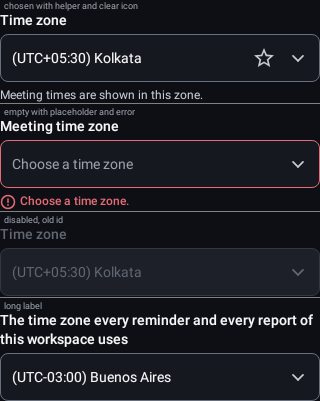 chosen with helper and clear icon
Time zone
(UTC+05:30) Kolkata
Meeting times are shown in this zone.
empty with placeholder and error
Meeting time zone
Choose a time zone
Choose a time zone.
disabled, old id
Time zone
(UTC+05:30) Kolkata
long label
The time zone every reminder and every report of
this workspace uses
(UTC-03:00) Buenos Aires